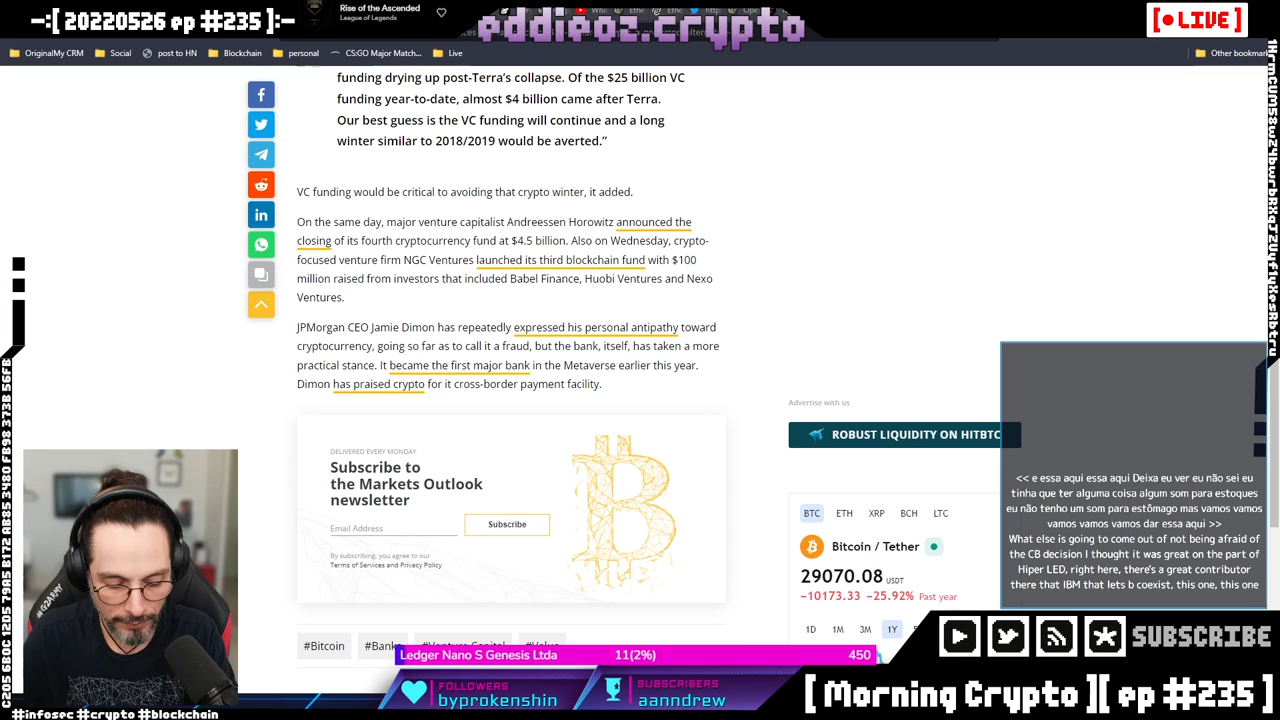 -:[ 20220526 ep #235]:-
Rise of the Ascended
League of Legends
eddieoz.crypto
[ LIVE ]
OriginalMy CRM
Social
post to HN
Blockchain
personal
CS:GO Major Match...
Live
Other bookmar
funding drying up post-Terra's collapse. Of the $25 billion VC
funding year-to-date, almost $4 billion came after Terra.
Our best guess is the VC funding will continue and a long
winter similar to 2018/2019 would be averted."
VC funding would be critical to avoiding that crypto winter, it added.
On the same day, major venture capitalist Andreessen Horowitz announced the
closing of its fourth cryptocurrency fund at $4.5 billion. Also on Wednesday, crypto-
focused venture firm NGC Ventures launched its third blockchain fund with $100
million raised from investors that included Babel Finance, Huobi Ventures and Nexo
Ventures.
JPMorgan CEO Jamie Dimon has repeatedly expressed his personal antipathy toward
cryptocurrency, going so far as to call it a fraud, but the bank, itself, has taken a more
practical stance. It became the first major bank in the Metaverse earlier this year.
Dimon has praised crypto for it cross-border payment facility.
DELIVERED EVERY MONDAY
Subscribe to
the Markets Outlook
newsletter
Email Address
Subscribe
By subscribing, you agree to our
Terms of Services and Privacy Policy
#Bitcoin
Advertise with us
ROBUST LIQUIDITY ON HITBTC
BTC
ETH
XRP
BCH
LTC
Bitcoin / Tether
29070.08 USDT
−10173.33 −25.92% Past year
1D
1M
3M
1Y
<< e essa aqui essa aqui Deixa eu ver eu não sei eu
tinha que ter alguma coisa algum som para estoques
eu não tenho um som para estômago mas vamos vamos
vamos vamos vamos dar essa aqui >>
What else is going to come out of not being afraid of
the CB decision I thought it was great on the part of
Hiper LED, right here, there's a great contributor
there that IBM that lets b coexist, this one, this one
Ledger Nano S Genesis Ltda
11(2%)
450
FOLLOWERS
byprokenshin
SUBSCRIBERS
aanndrew
SUBSCRIBE
[ Morning Crypto ][ ep #235 ]
#infosec #crypto #blockchain